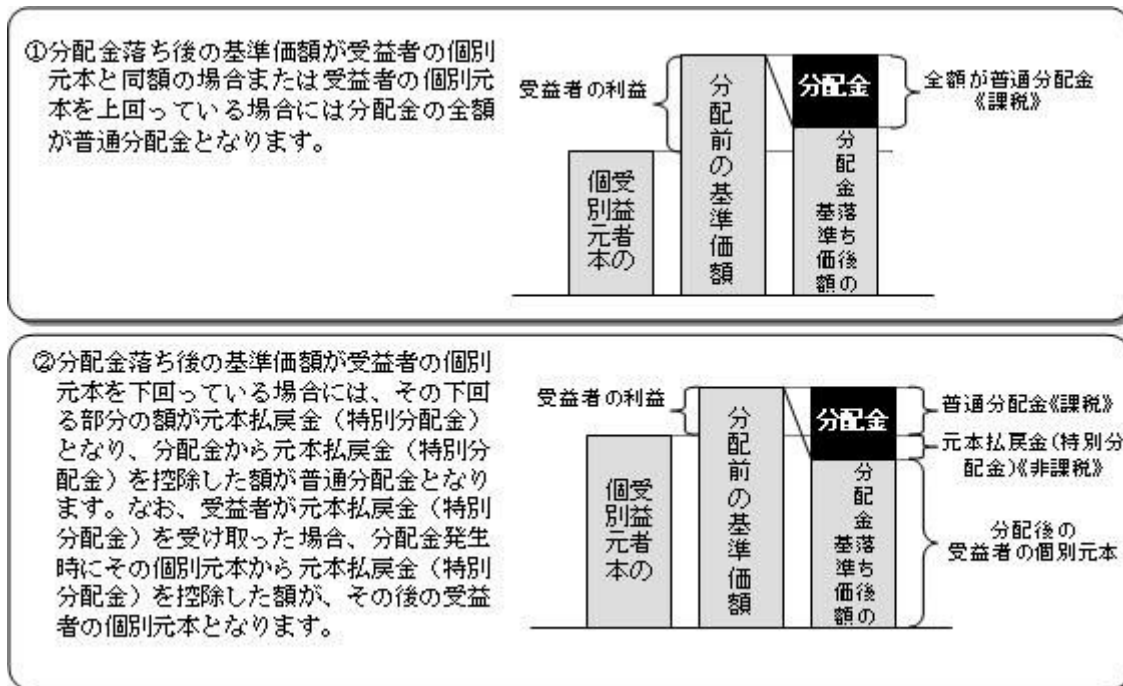 ①分配金落ち後の基準価額が受益者の個別
元本と同額の場合または受益者の個別元
本を上回っている場合には分配金の全額
が普通分配金となります。
受益者の利益
受益者の
個別元本
分配前の基準価額
分配金
分配金落ち後の
基準価額
全額が普通分配金
《課税》
②分配金落ち後の基準価額が受益者の個別
元本を下回っている場合には、その下回
る部分の額が元本払戻金（特別分配金）
となり、分配金から元本払戻金（特別分
配金）を控除した額が普通分配金となり
ます。なお、受益者が元本払戻金（特別
分配金）を受け取った場合、分配金発生
時にその個別元本から元本払戻金（特別
分配金）を控除した額が、その後の受益
者の個別元本となります。
受益者の利益
受益者の
個別元本
分配前の基準価額
分配金
分配金落ち後の
基準価額
普通分配金《課税》
元本払戻金（特別分
配金）《非課税》
分配後の
受益者の個別元本